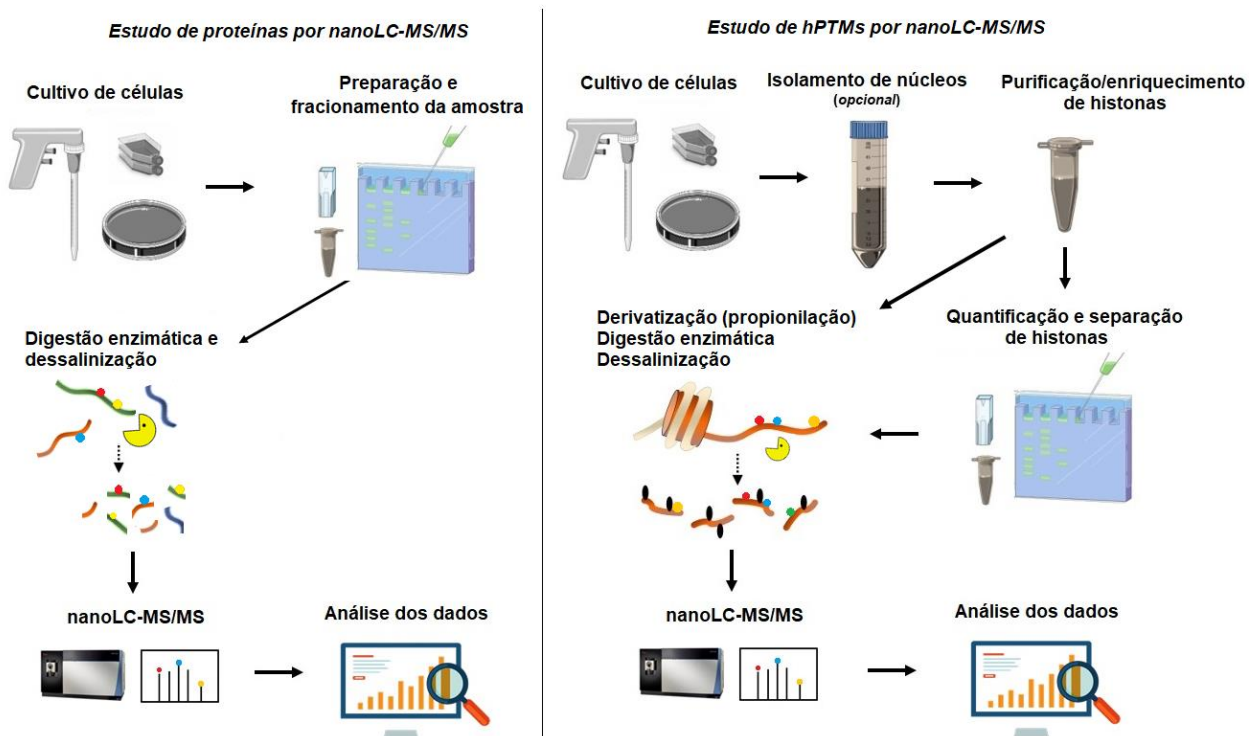 Estudo de proteínas por nanoLC-MS/MS
Cultivo de células
Preparação e
fracionamento da amostra
Digestão enzimática e
dessalinização
nanoLC-MS/MS
Análise dos dados
Estudo de hPTMs por nanoLC-MS/MS
Cultivo de células
Isolamento de núcleos
(opcional)
Purificação/enriquecimento
de histonas
Derivatização (propionilação)
Digestão enzimática
Dessalinização
Quantificação e separação
de histonas
nanoLC-MS/MS
Análise dos dados